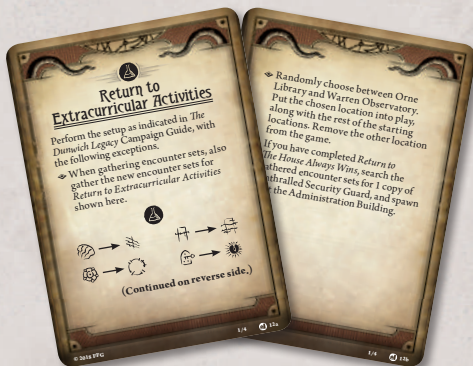 Return to
Extracurricular Activities
Perform the setup as indicated in The
Dunwich Legacy Campaign Guide, with
the following exceptions.
When gathering encounter sets, also
gather the new encounter sets for
Return to Extracurricular Activities
shown here.
(Continued on reverse side.)
© 2018 FFG
1/4
12a
Randomly choose between Orne
Library and Warren Observatory.
Put the chosen location into play,
along with the rest of the starting
locations. Remove the other location
from the game.
If you have completed Return to
The House Always Wins, search the
gathered encounter sets for 1 copy of
Enthralled Security Guard, and spawn
the Administration Building.
1/4
12b